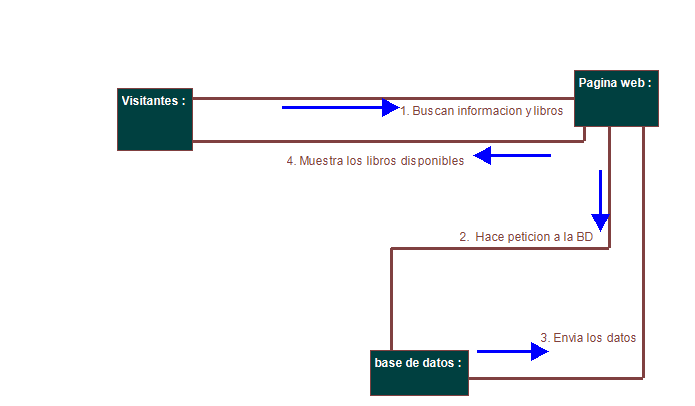 Pagina web :
Visitantes :
1. Buscan informacion y libros
4. Muestra los libros disponibles
2. Hace peticion a la BD
3. Envia los datos
base de datos :